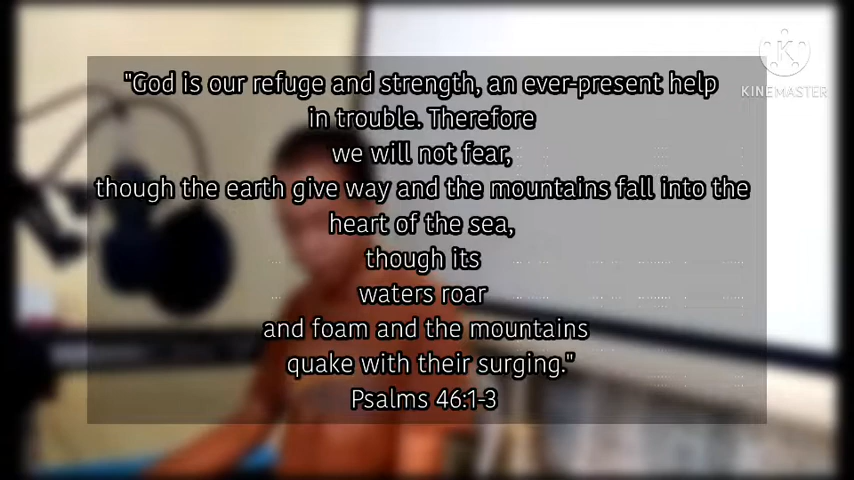 "God is our refuge and strength, an ever-present help
in trouble. Therefore
we will not fear,
though the earth give way and the mountains fall into the
heart of the sea,
though its
waters roar
and foam and the mountains
quake with their surging."
Psalms 46:1-3
KINEMASTER